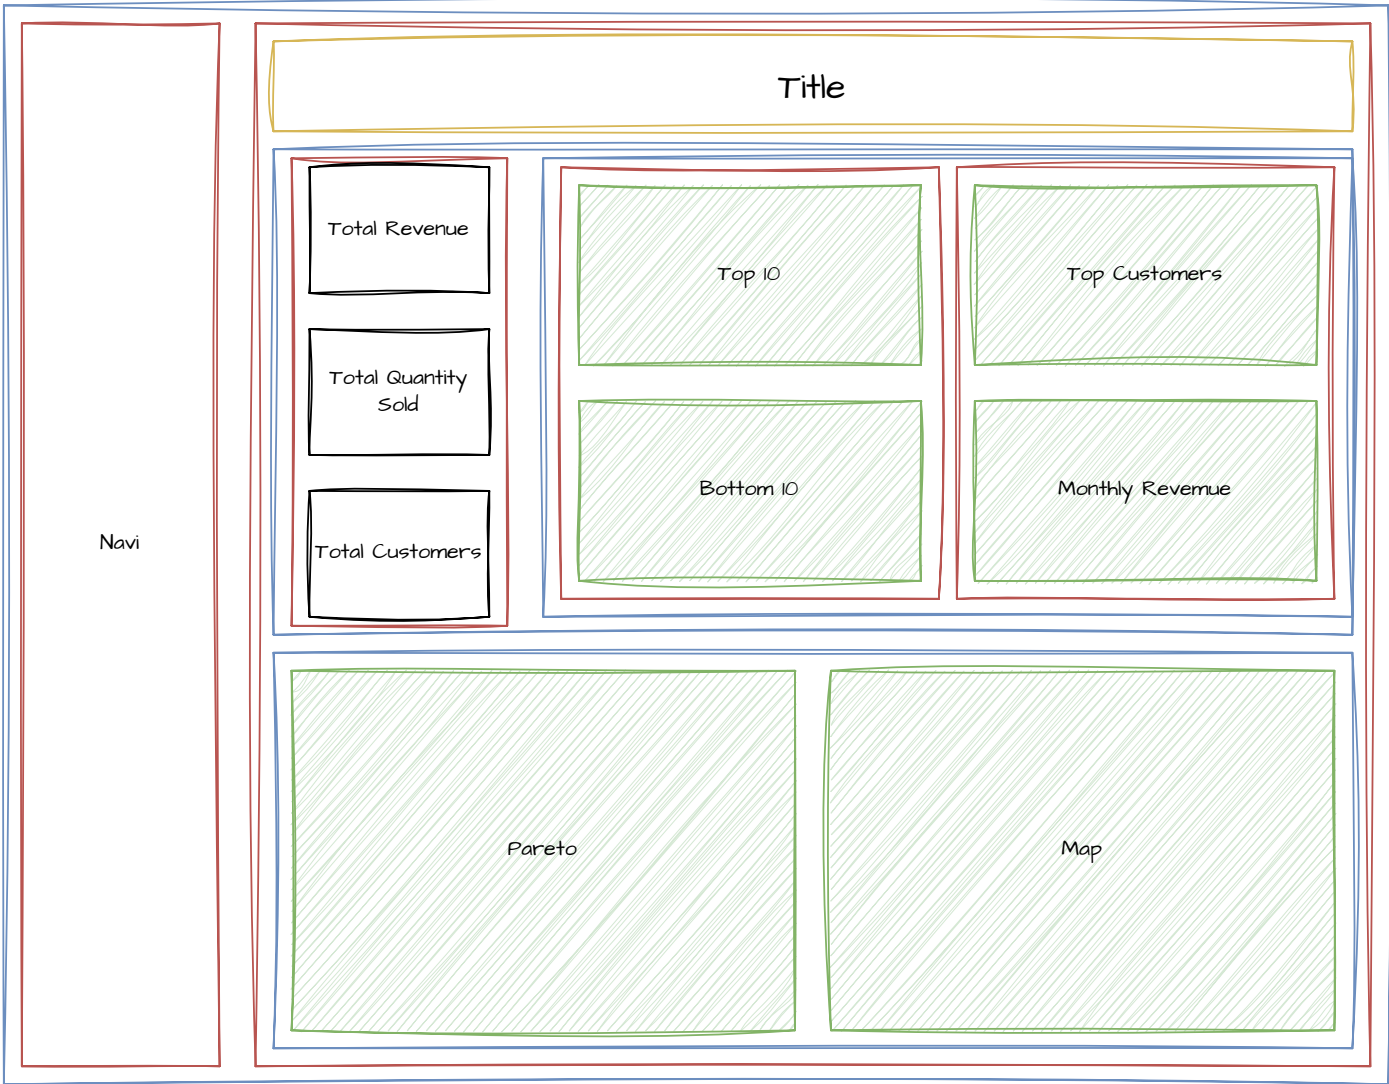 Title
Navi
Total Revenue
Total Quantity
Sold
Total Customers
Top 10
Bottom 10
Top Customers
Monthly Revemue
Pareto
Map